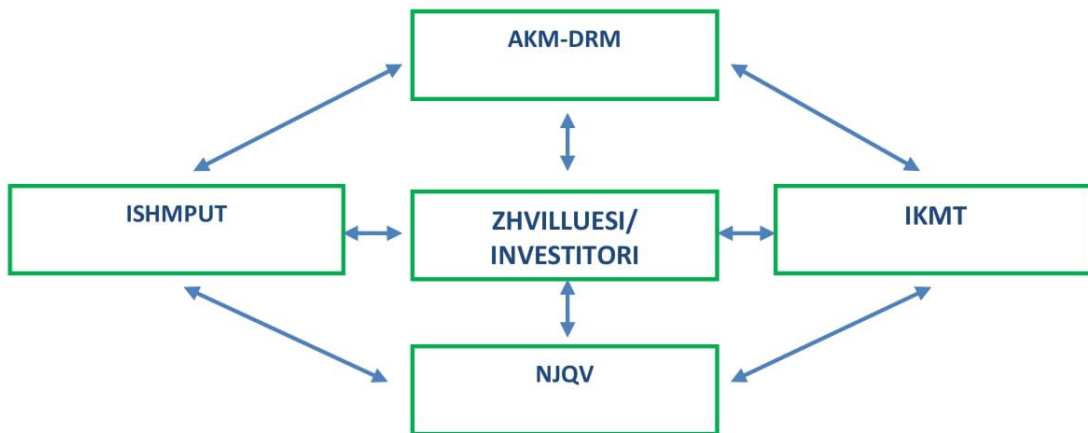 AKM-DRM
ISHMPUT
ZHVILLUESI/
INVESTITORI
IKMT
NJQV